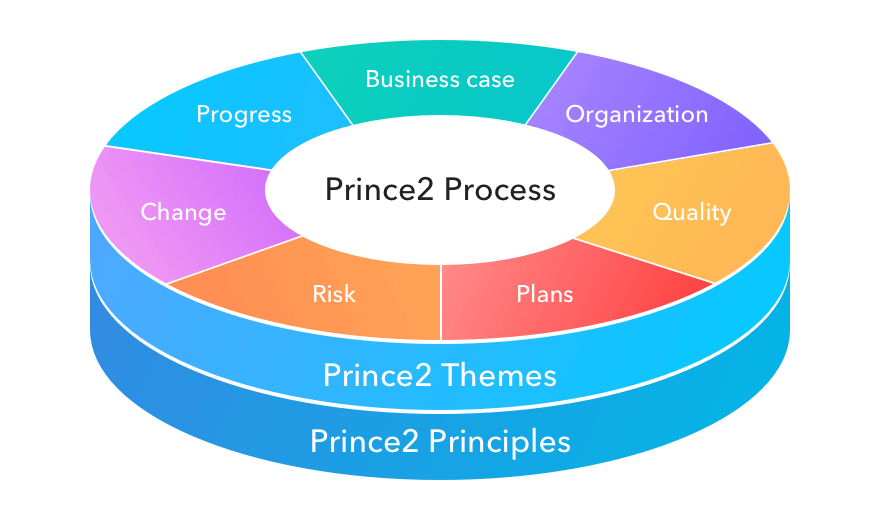 Business case
Progress
Organization
Prince2 Process
Change
Quality
Risk
Plans
Prince2 Themes
Prince2 Principles